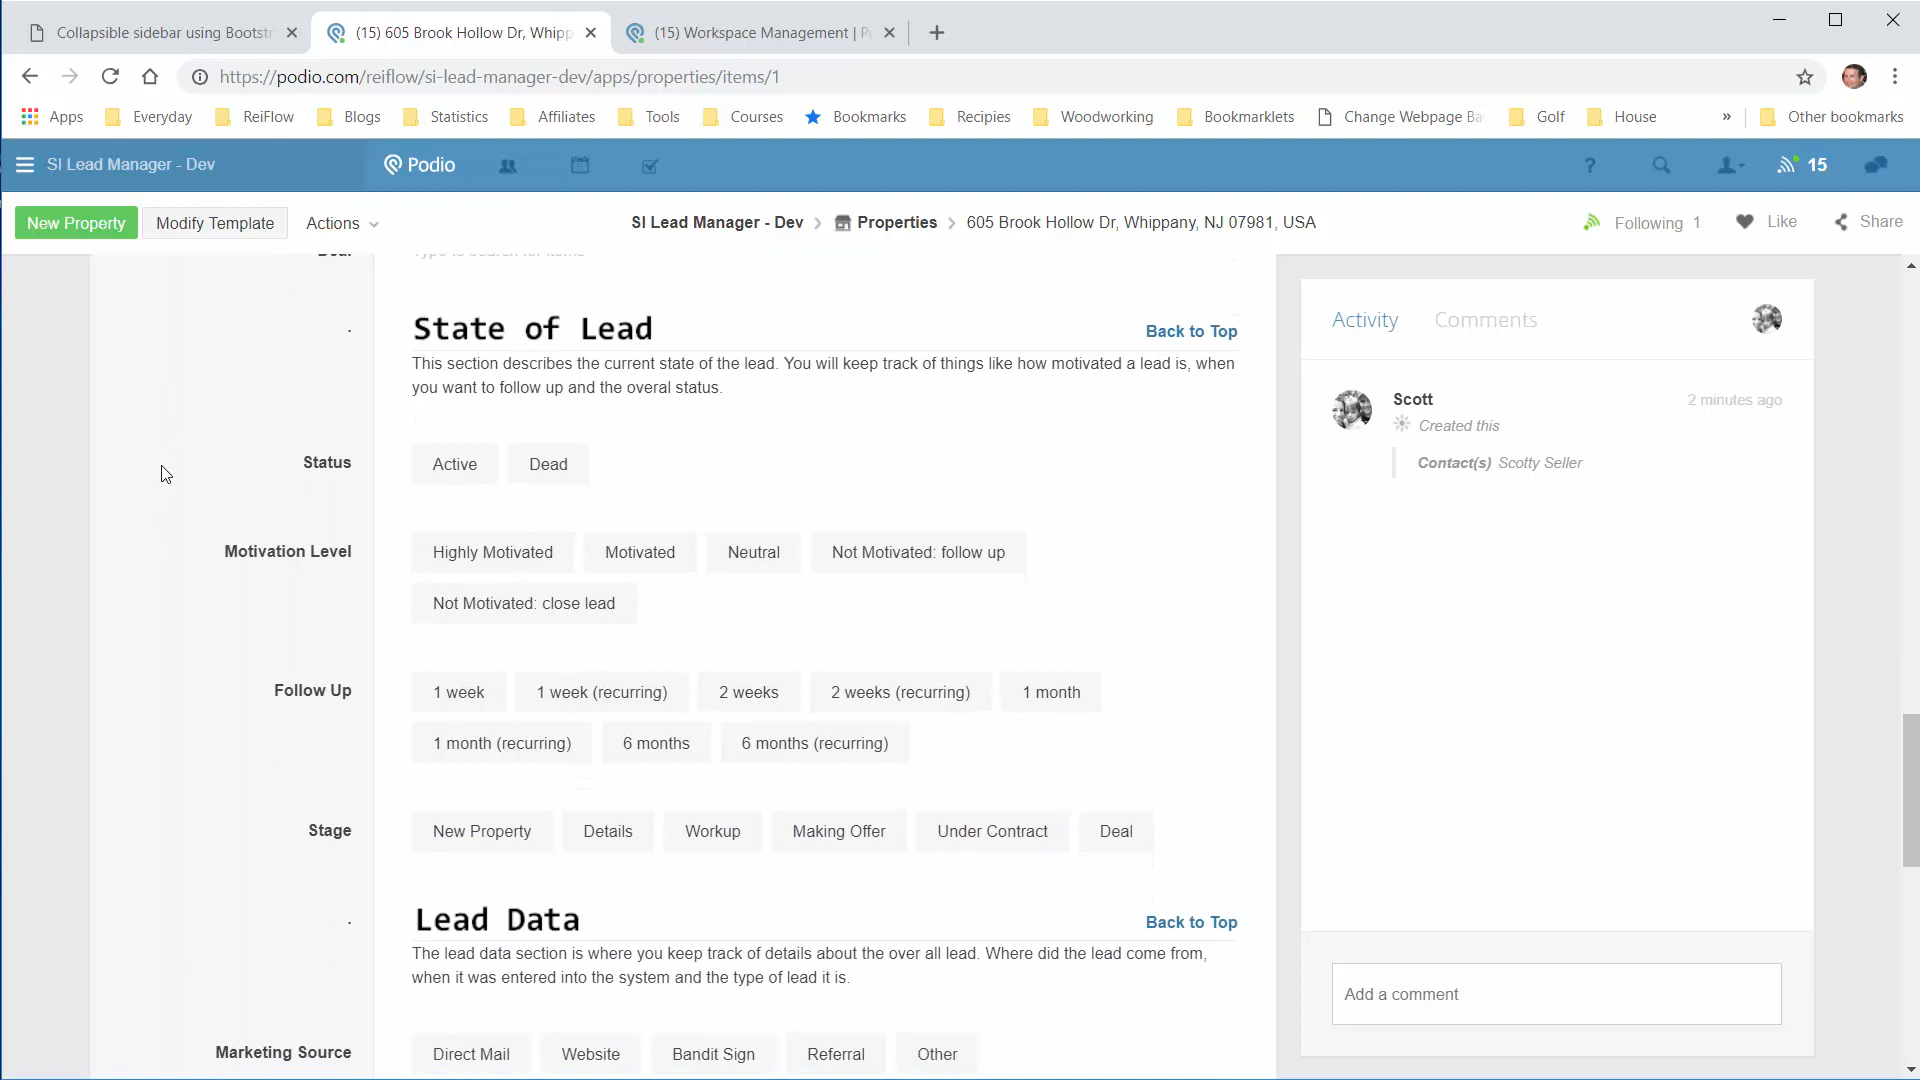 Collapsible sidebar using Bootst
(15) 605 Brook Hollow Dr, Whipp
(15) Workspace Management | P
https://podio.com/reiflow/si-lead-manager-dev/apps/properties/items/1
Apps
Everyday
ReiFlow
Blogs
Statistics
Affiliates
Tools
Courses
Bookmarks
Recipies
Woodworking
Bookmarklets
Change Webpage Ba
Golf
House
»
Other bookmarks
SI Lead Manager - Dev
Podio
?
15
New Property
Modify Template
Actions
SI Lead Manager - Dev
Properties
605 Brook Hollow Dr, Whippany, NJ 07981, USA
Following 1
Like
Share
Deal
Type to search for items
.
State of Lead
Back to Top
This section describes the current state of the lead. You will keep track of things like how motivated a lead is, when
you want to follow up and the overal status.
Status
Active
Dead
Motivation Level
Highly Motivated
Motivated
Neutral
Not Motivated: follow up
Not Motivated: close lead
Follow Up
1 week
1 week (recurring)
2 weeks
2 weeks (recurring)
1 month
1 month (recurring)
6 months
6 months (recurring)
Stage
New Property
Details
Workup
Making Offer
Under Contract
Deal
.
Lead Data
Back to Top
The lead data section is where you keep track of details about the over all lead. Where did the lead come from,
when it was entered into the system and the type of lead it is.
Marketing Source
Direct Mail
Website
Bandit Sign
Referral
Other
Activity
Comments
Scott
2 minutes ago
Created this
Contact(s) Scotty Seller
Add a comment